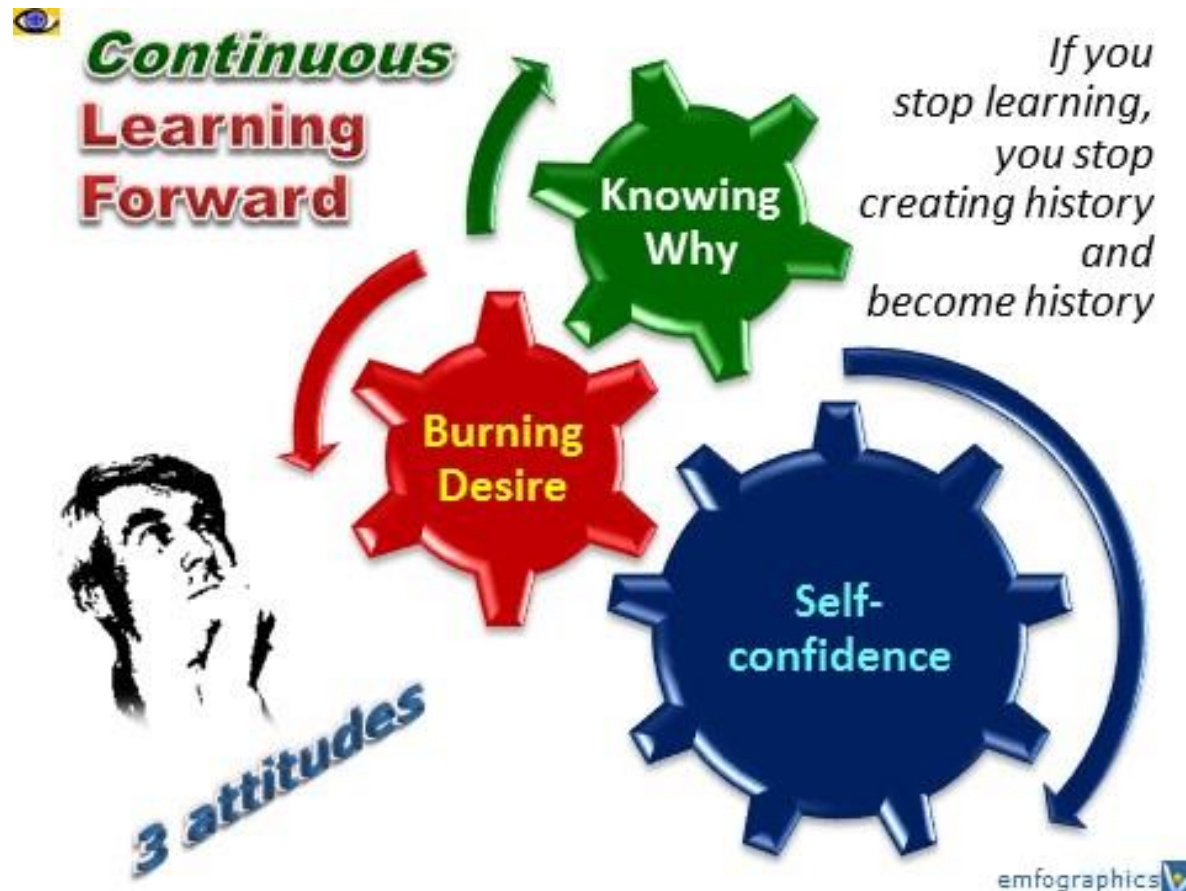 Continuous
Learning
Forward
If you
stop learning,
you stop
creating history
and
become history
Knowing
Why
Burning
Desire
Self-
confidence
3 attitudes
emfographics